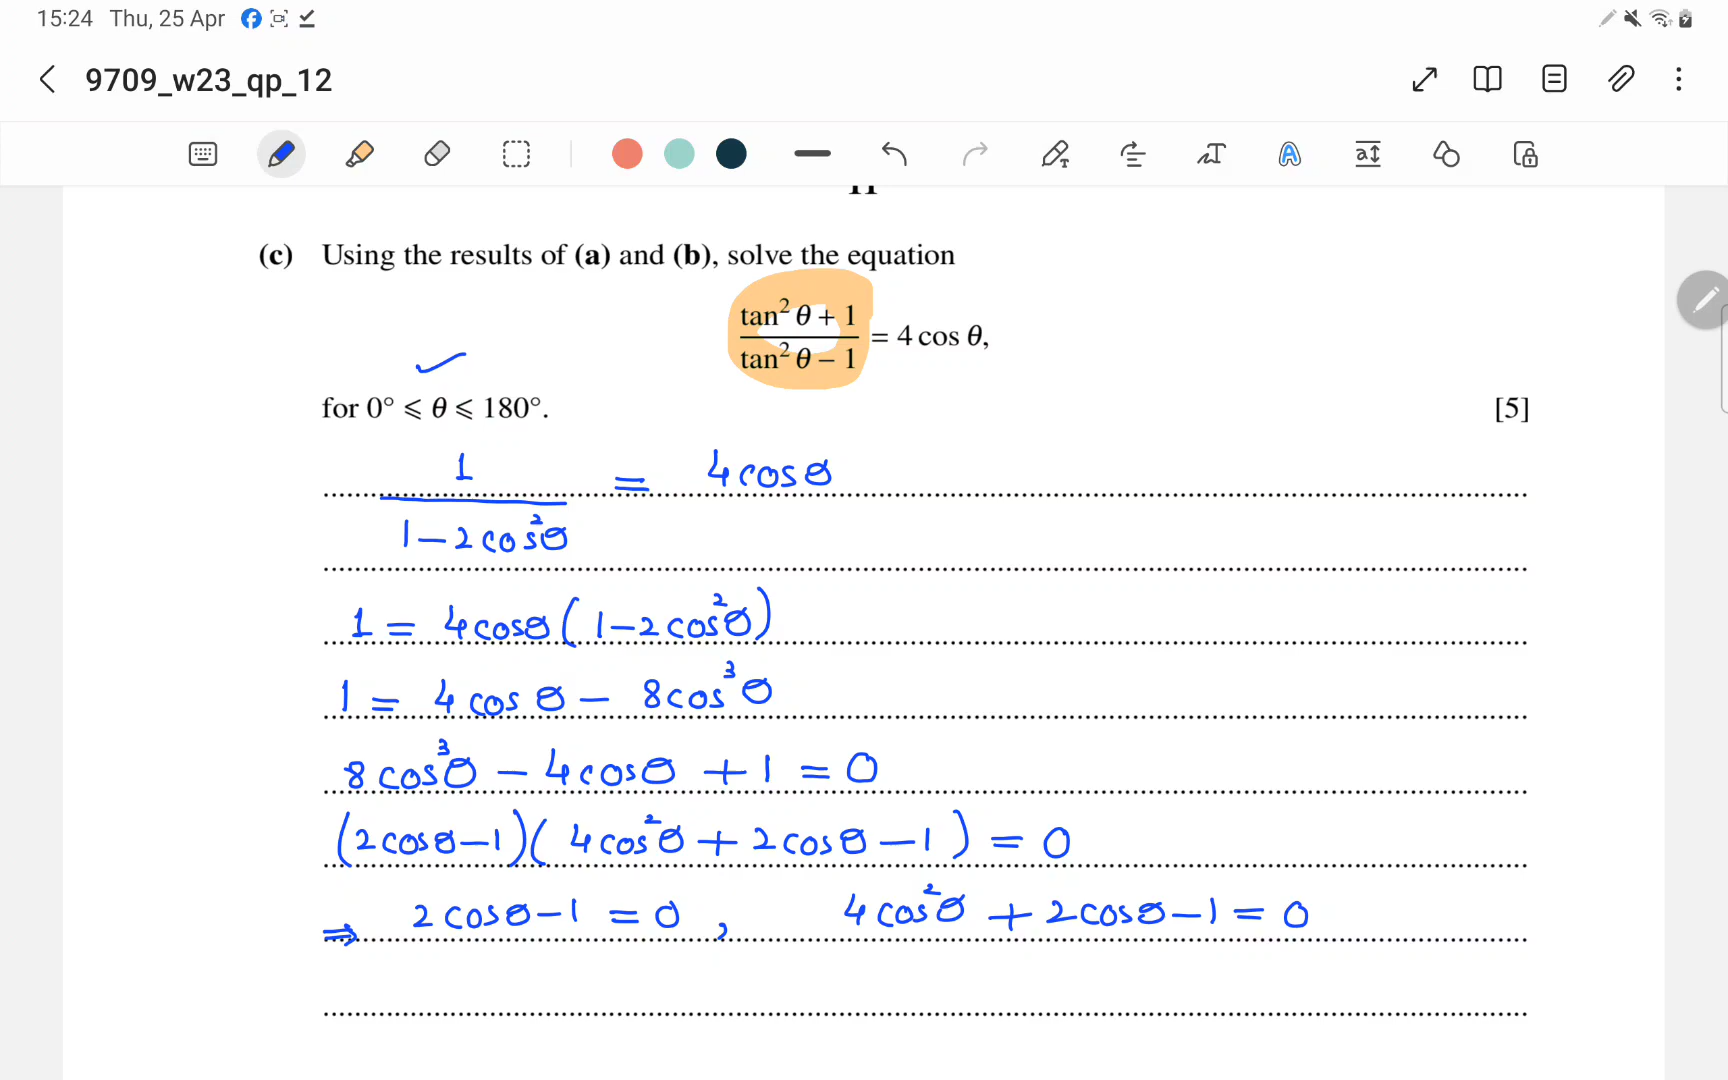 15:24 Thu, 25 Apr
9709_w23_qp_12
(c) Using the results of (a) and (b), solve the equation
tan² θ + 1
tan² θ − 1
= 4 cos θ,
for 0° ⩽ θ ⩽ 180°.
[5]
1
= 4cosθ
1−2cos²θ
1 = 4cosθ(1−2cos²θ)
1 = 4cosθ − 8cos³θ
8cos³θ − 4cosθ + 1 = 0
(2cosθ−1)(4cos²θ + 2cosθ −1) = 0
⇒ 2cosθ−1 = 0 , 4cos²θ + 2cosθ−1 = 0